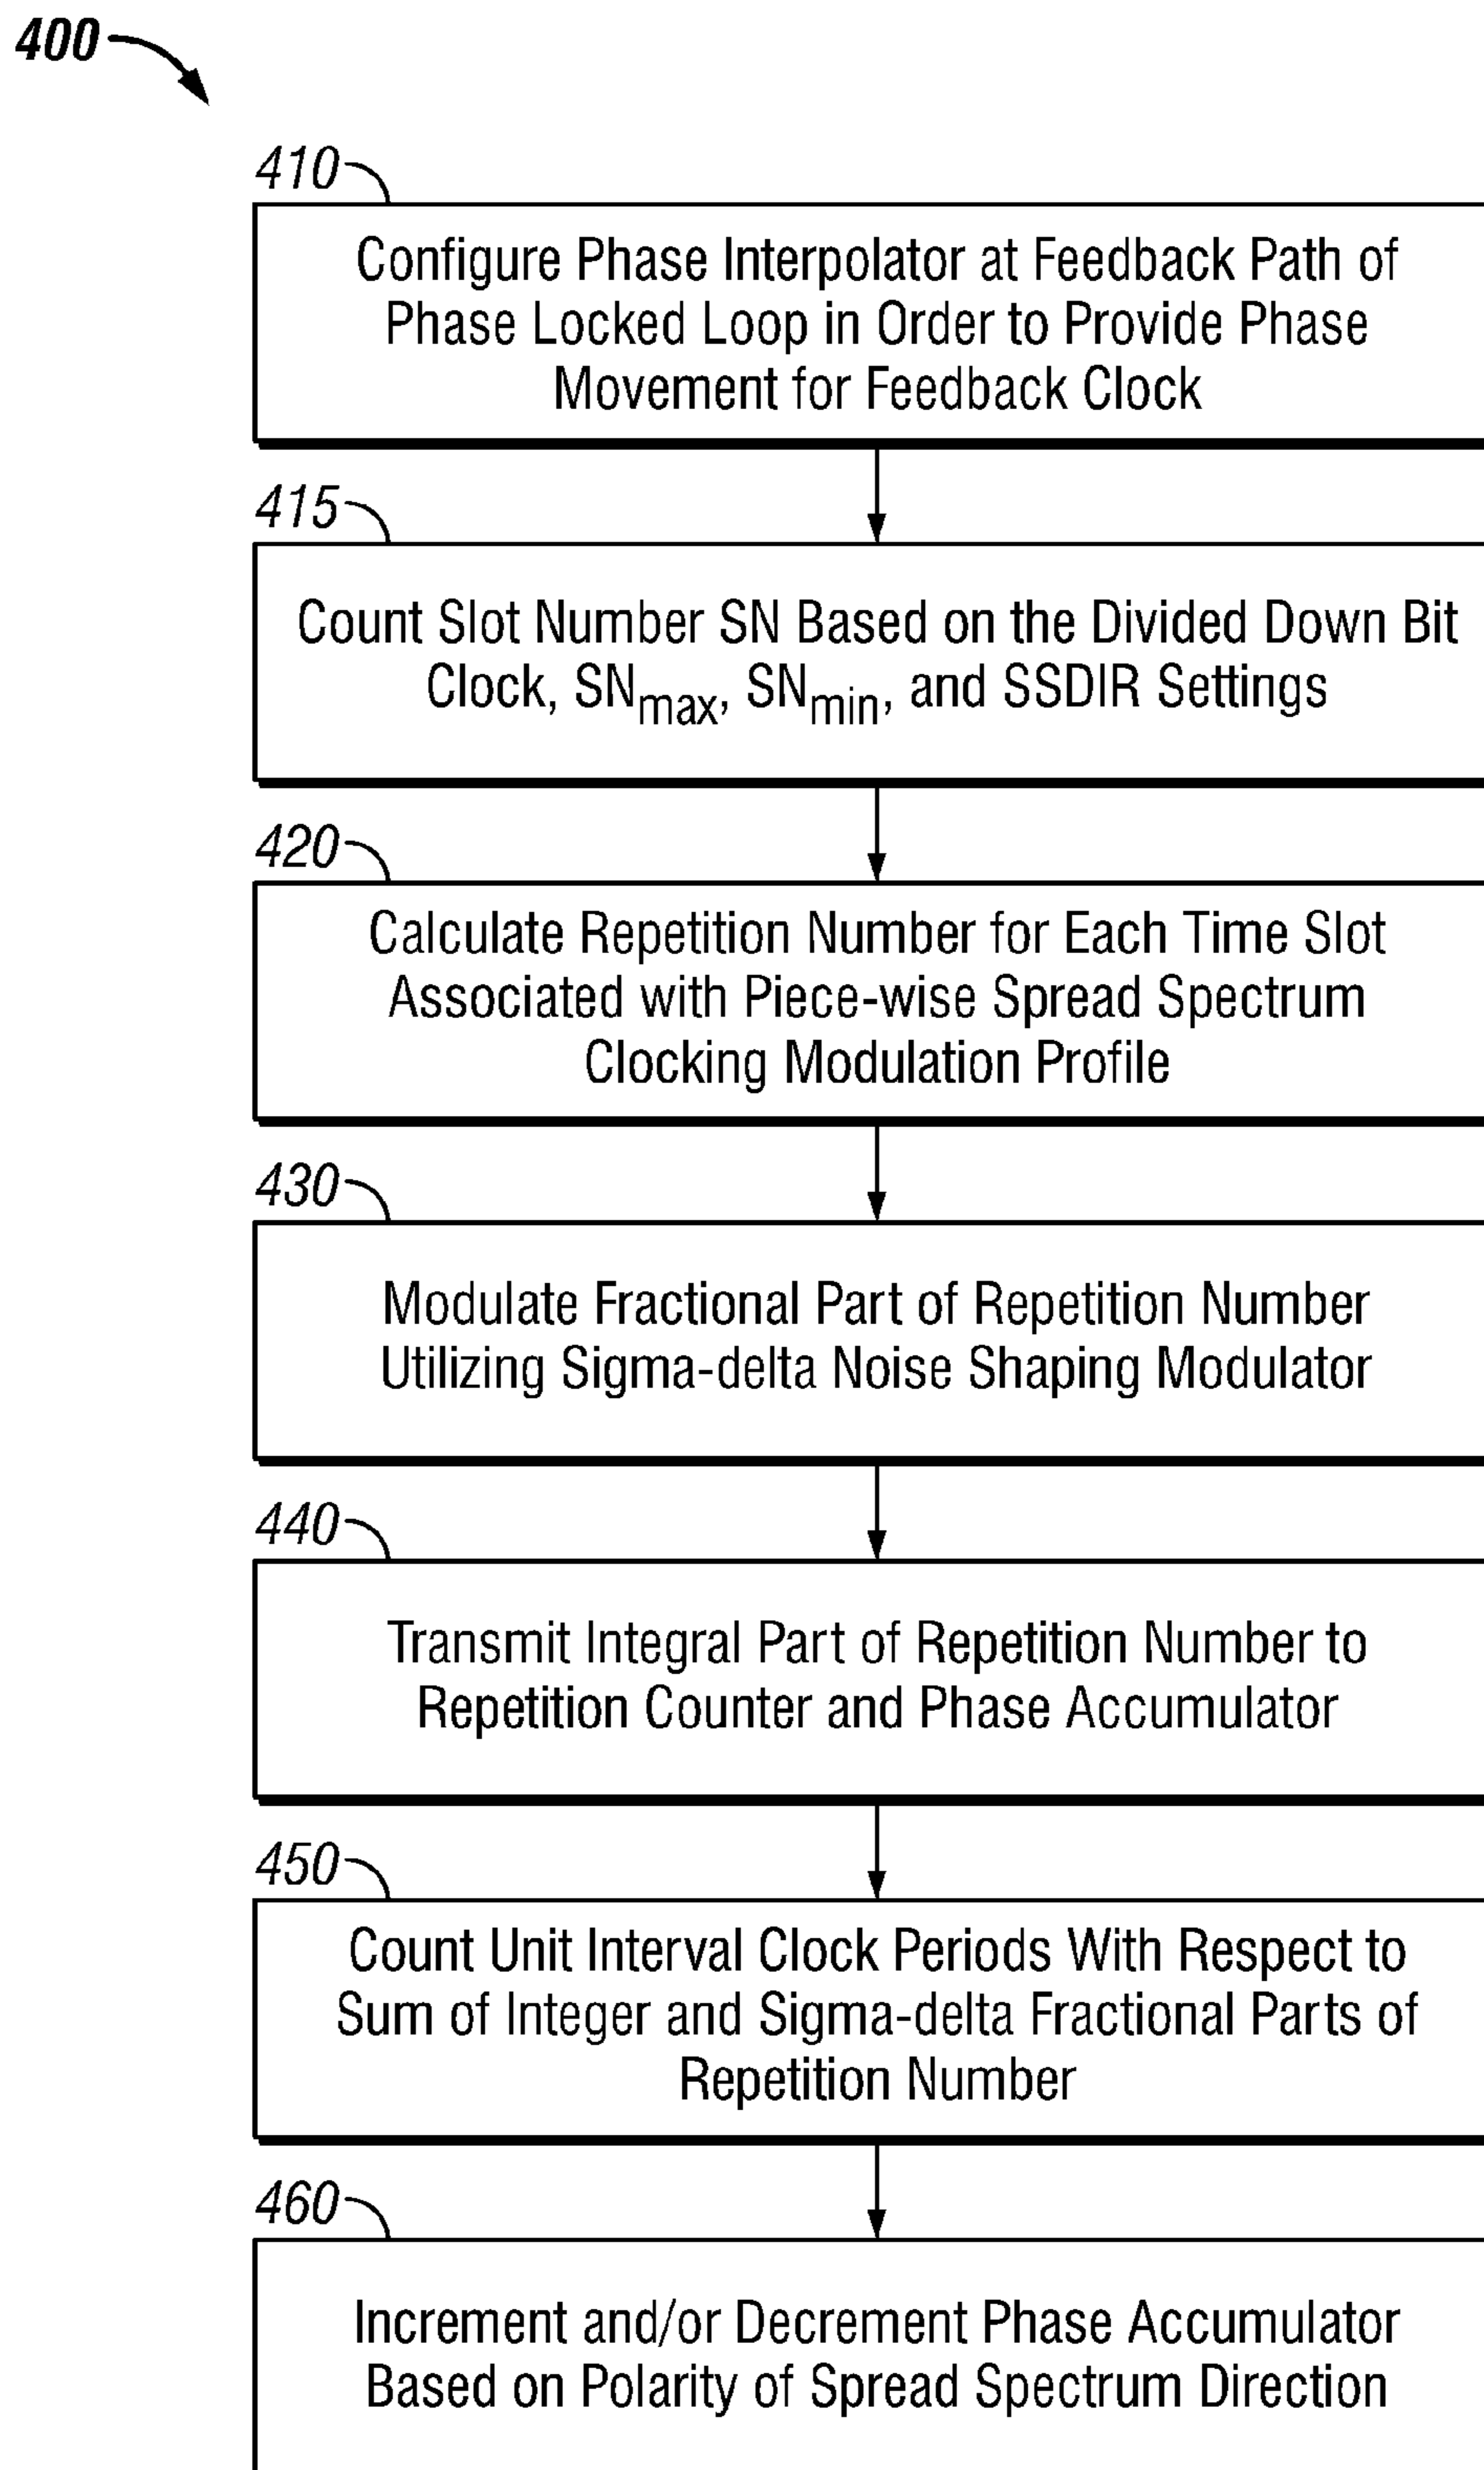 400
410
Configure Phase Interpolator at Feedback Path of
Phase Locked Loop in Order to Provide Phase
Movement for Feedback Clock
415
Count Slot Number SN Based on the Divided Down Bit
Clock, SNmax, SNmin, and SSDIR Settings
420
Calculate Repetition Number for Each Time Slot
Associated with Piece-wise Spread Spectrum
Clocking Modulation Profile
430
Modulate Fractional Part of Repetition Number
Utilizing Sigma-delta Noise Shaping Modulator
440
Transmit Integral Part of Repetition Number to
Repetition Counter and Phase Accumulator
450
Count Unit Interval Clock Periods With Respect to
Sum of Integer and Sigma-delta Fractional Parts of
Repetition Number
460
Increment and/or Decrement Phase Accumulator
Based on Polarity of Spread Spectrum Direction